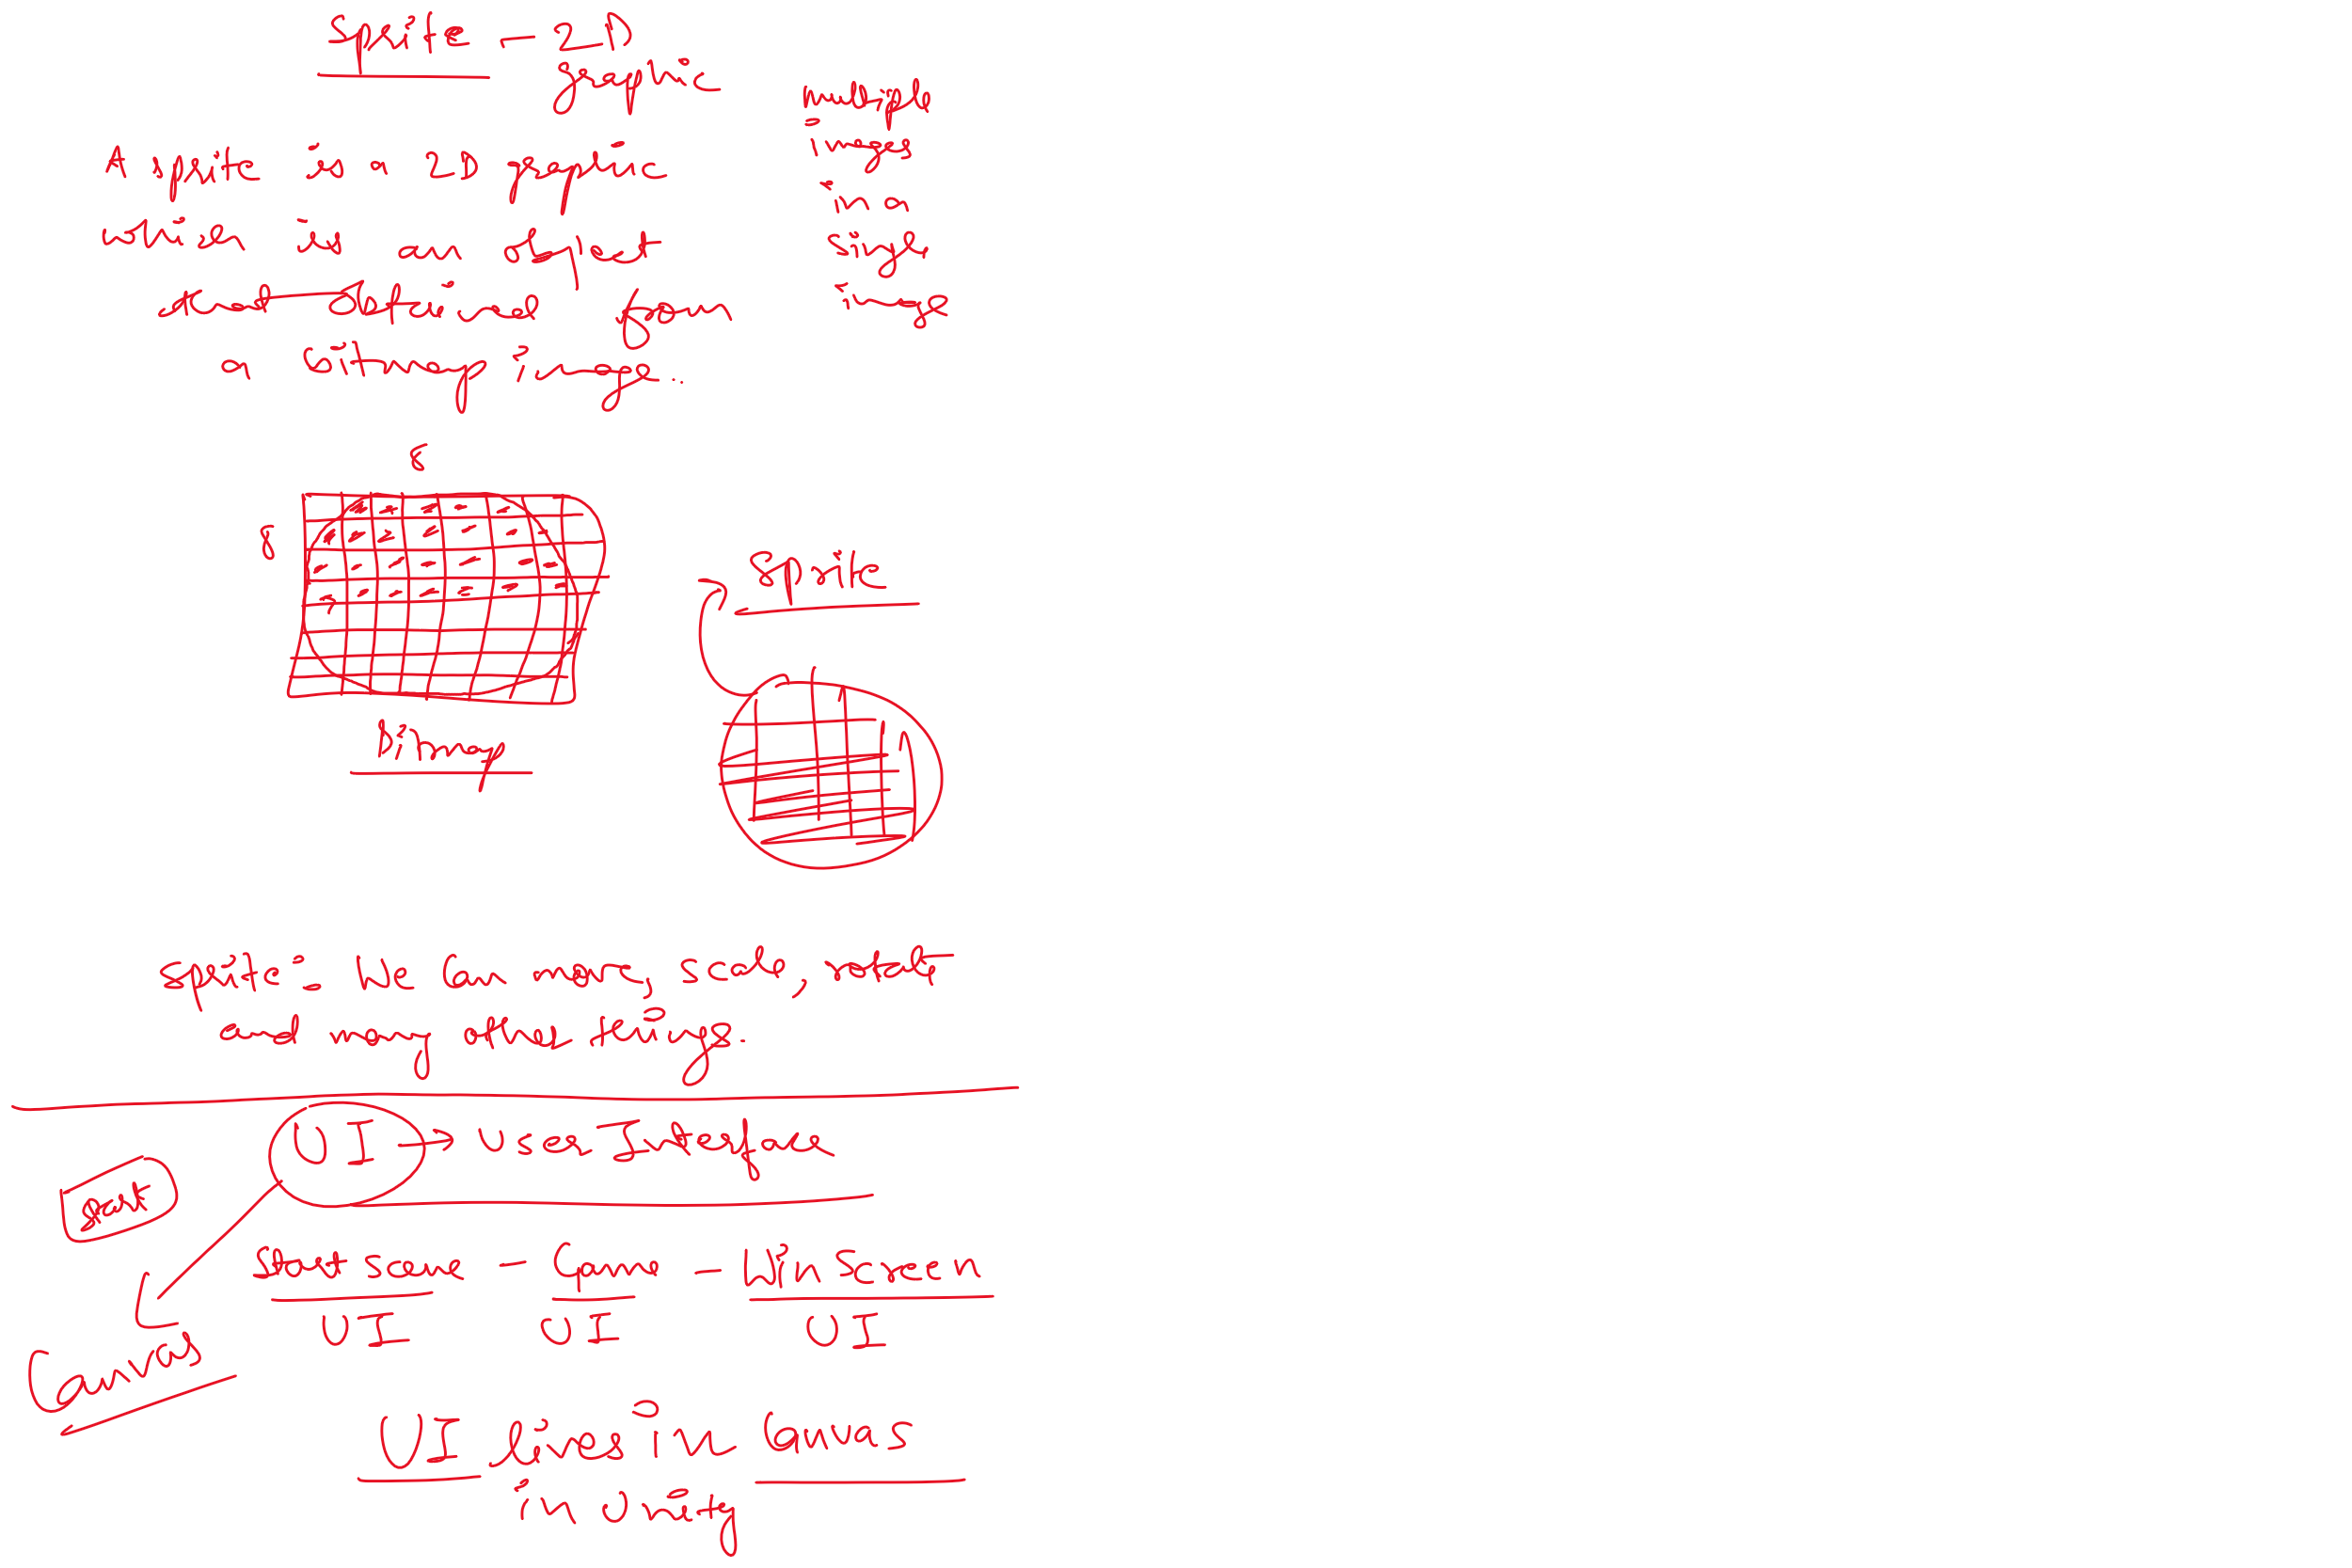 Sprite - 2D
graphic
A sprite is a 2D graphic
which is an object
obtained from
a bitmap image..
multiple
images
in a
single
image
8
8
Bitmap
Sprite
Sprite: We can move, scale, rotate
and many other things.
UI → User Interface
Start
Start scene - Game - Win Screen
UI UI UI
Canvas
UI lives in Canvas
in unity